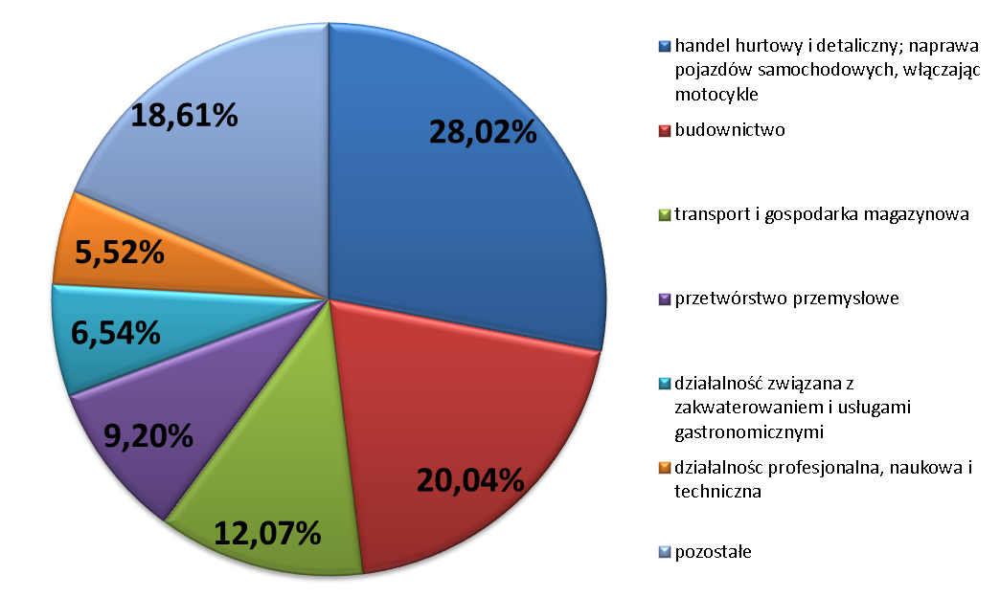 28,02%
20,04%
12,07%
9,20%
6,54%
5,52%
18,61%
handel hurtowy i detaliczny; naprawa
pojazdów samochodowych, włączając
motocykle
budownictwo
transport i gospodarka magazynowa
przetwórstwo przemysłowe
działalność związana z
zakwaterowaniem i usługami
gastronomicznymi
działalnośc profesjonalna, naukowa i
techniczna
pozostałe